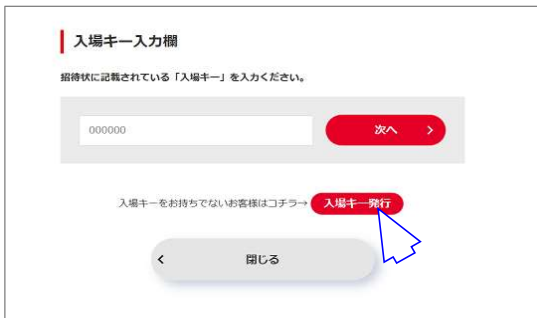 入場キー入力欄
招待状に記載されている「入場キー」を入力ください。
000000
次へ
入場キーをお持ちでないお客様はコチラ→ 入場キー発行
閉じる